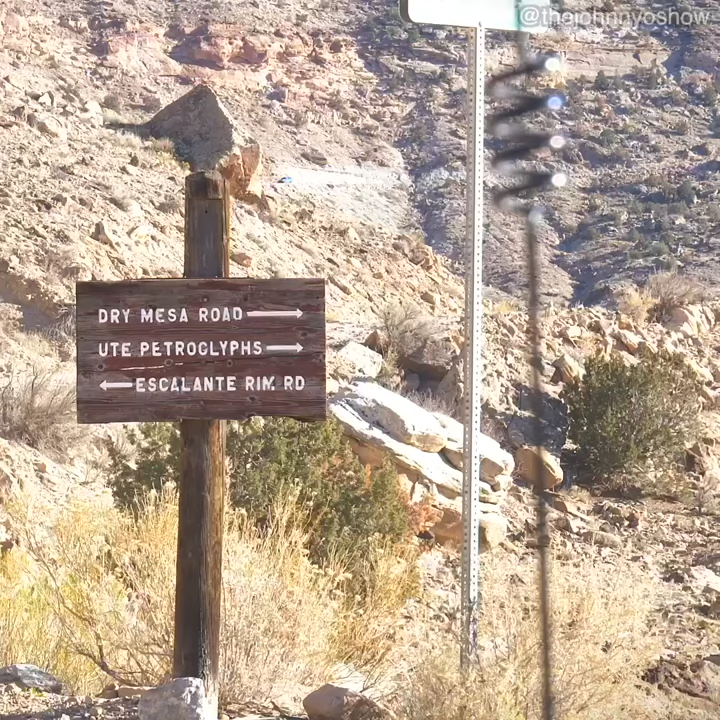 @thejohnnyoshow
DRY MESA ROAD
UTE PETROGLYPHS
ESCALANTE RIM RD